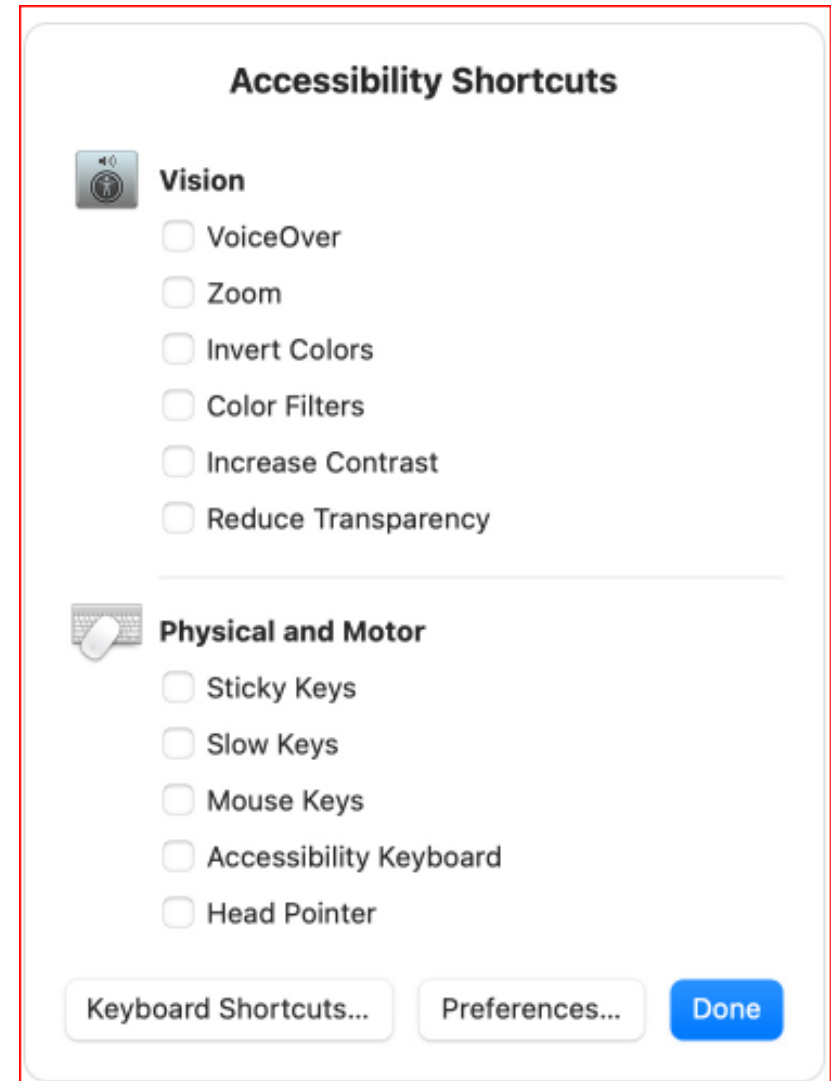 Accessibility Shortcuts
Vision
VoiceOver
Zoom
Invert Colors
Color Filters
Increase Contrast
Reduce Transparency
Physical and Motor
Sticky Keys
Slow Keys
Mouse Keys
Accessibility Keyboard
Head Pointer
Keyboard Shortcuts... Preferences... Done